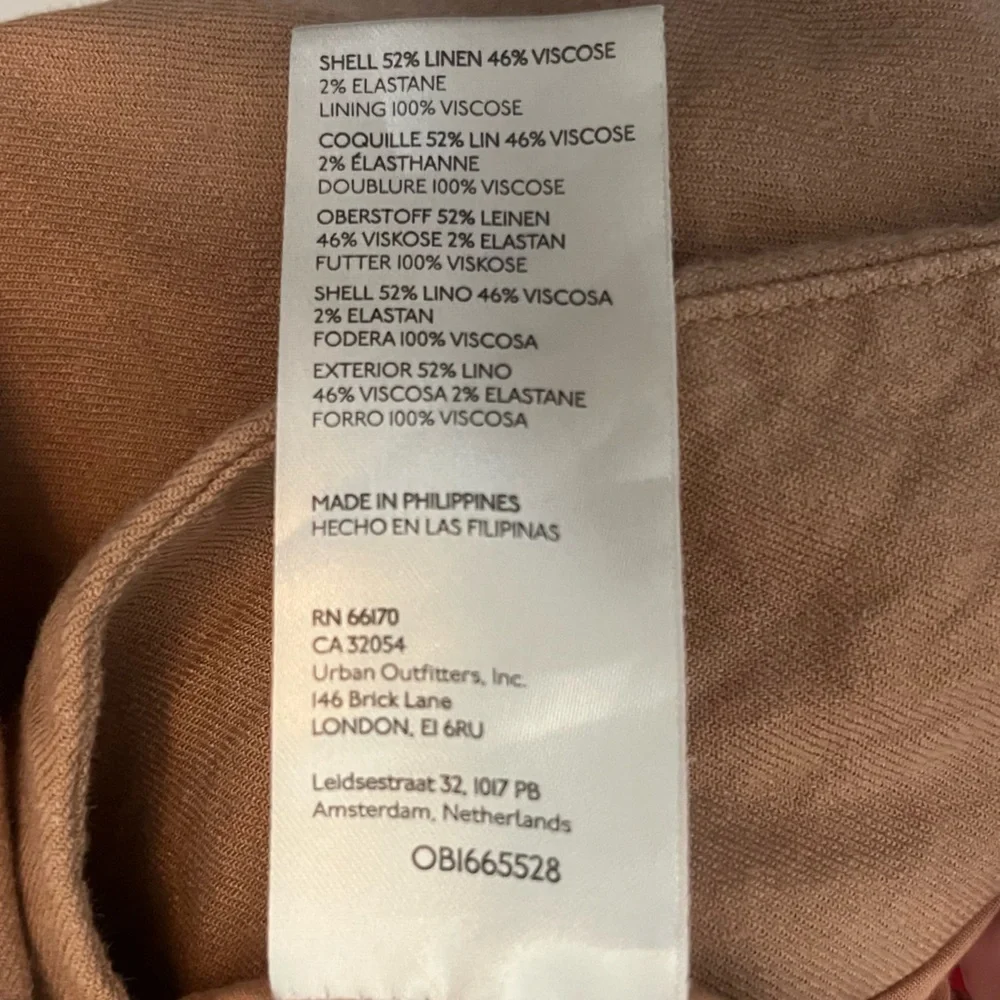 SHELL 52% LINEN 46% VISCOSE
2% ELASTANE
LINING 100% VISCOSE
COQUILLE 52% LIN 46% VISCOSE
2% ÉLASTHANNE
DOUBLURE 100% VISCOSE
OBERSTOFF 52% LEINEN
46% VISKOSE 2% ELASTAN
FUTTER 100% VISKOSE
SHELL 52% LINO 46% VISCOSA
2% ELASTAN
FODERA 100% VISCOSA
EXTERIOR 52% LINO
46% VISCOSA 2% ELASTANE
FORRO 100% VISCOSA
MADE IN PHILIPPINES
HECHO EN LAS FILIPINAS
RN 66170
CA 32054
Urban Outfitters, Inc.
146 Brick Lane
LONDON, E1 6RU
Leidsestraat 32, 1017 PB
Amsterdam, Netherlands
OB1665528